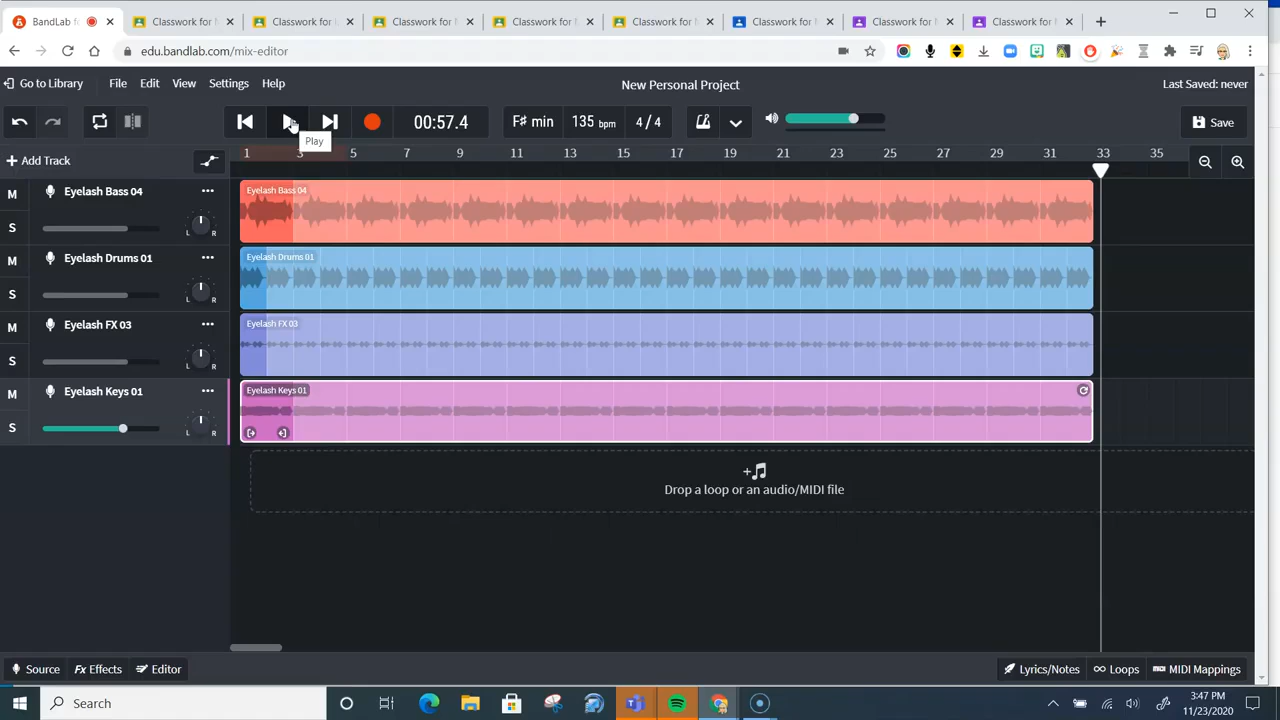 BandLab f
Classwork for M
Classwork for L
Classwork for M
Classwork for M
Classwork for M
Classwork for M
Classwork for M
Classwork for M
edu.bandlab.com/mix-editor
Go to Library
File
Edit
View
Settings
Help
New Personal Project
Last Saved: never
00:57.4
F# min
135 bpm
4 / 4
Save
Play
+ Add Track
1 3 5 7 9 11 13 15 17 19 21 23 25 27 29 31 33 35
M
Eyelash Bass 04
S
L R
Eyelash Bass 04
M
Eyelash Drums 01
S
L R
Eyelash Drums 01
M
Eyelash FX 03
S
L R
Eyelash FX 03
M
Eyelash Keys 01
S
L R
Eyelash Keys 01
Drop a loop or an audio/MIDI file
Source
Fx Effects
Editor
Lyrics/Notes
Loops
MIDI Mappings
Search
3:47 PM
11/23/2020